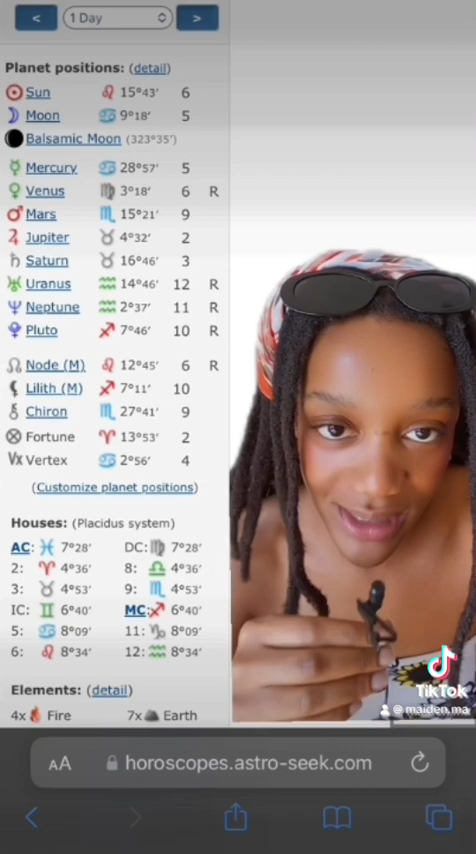 < 1 Day >
Planet positions: (detail)
Sun ♌ 15°43' 6
Moon ♋ 9°18' 5
Balsamic Moon (323°35')
Mercury ♋ 28°57' 5
Venus ♍ 3°18' 6 R
Mars ♏ 15°21' 9
Jupiter ♉ 4°32' 2
Saturn ♉ 16°46' 3
Uranus ♒ 14°46' 12 R
Neptune ♒ 2°37' 11 R
Pluto ♐ 7°46' 10 R
Node (M) ♌ 12°45' 6 R
Lilith (M) ♐ 7°11' 10
Chiron ♏ 27°41' 9
Fortune ♈ 13°53' 2
Vx Vertex ♋ 2°56' 4
(Customize planet positions)
Houses: (Placidus system)
AC: ♓ 7°28' DC: ♍ 7°28'
2: ♈ 4°36' 8: ♎ 4°36'
3: ♉ 4°53' 9: ♏ 4°53'
IC: ♊ 6°40' MC: ♐ 6°40'
5: ♋ 8°09' 11: ♑ 8°09'
6: ♌ 8°34' 12: ♒ 8°34'
Elements: (detail)
4x Fire 7x Earth
TikTok
@maiden.ma
AA horoscopes.astro-seek.com